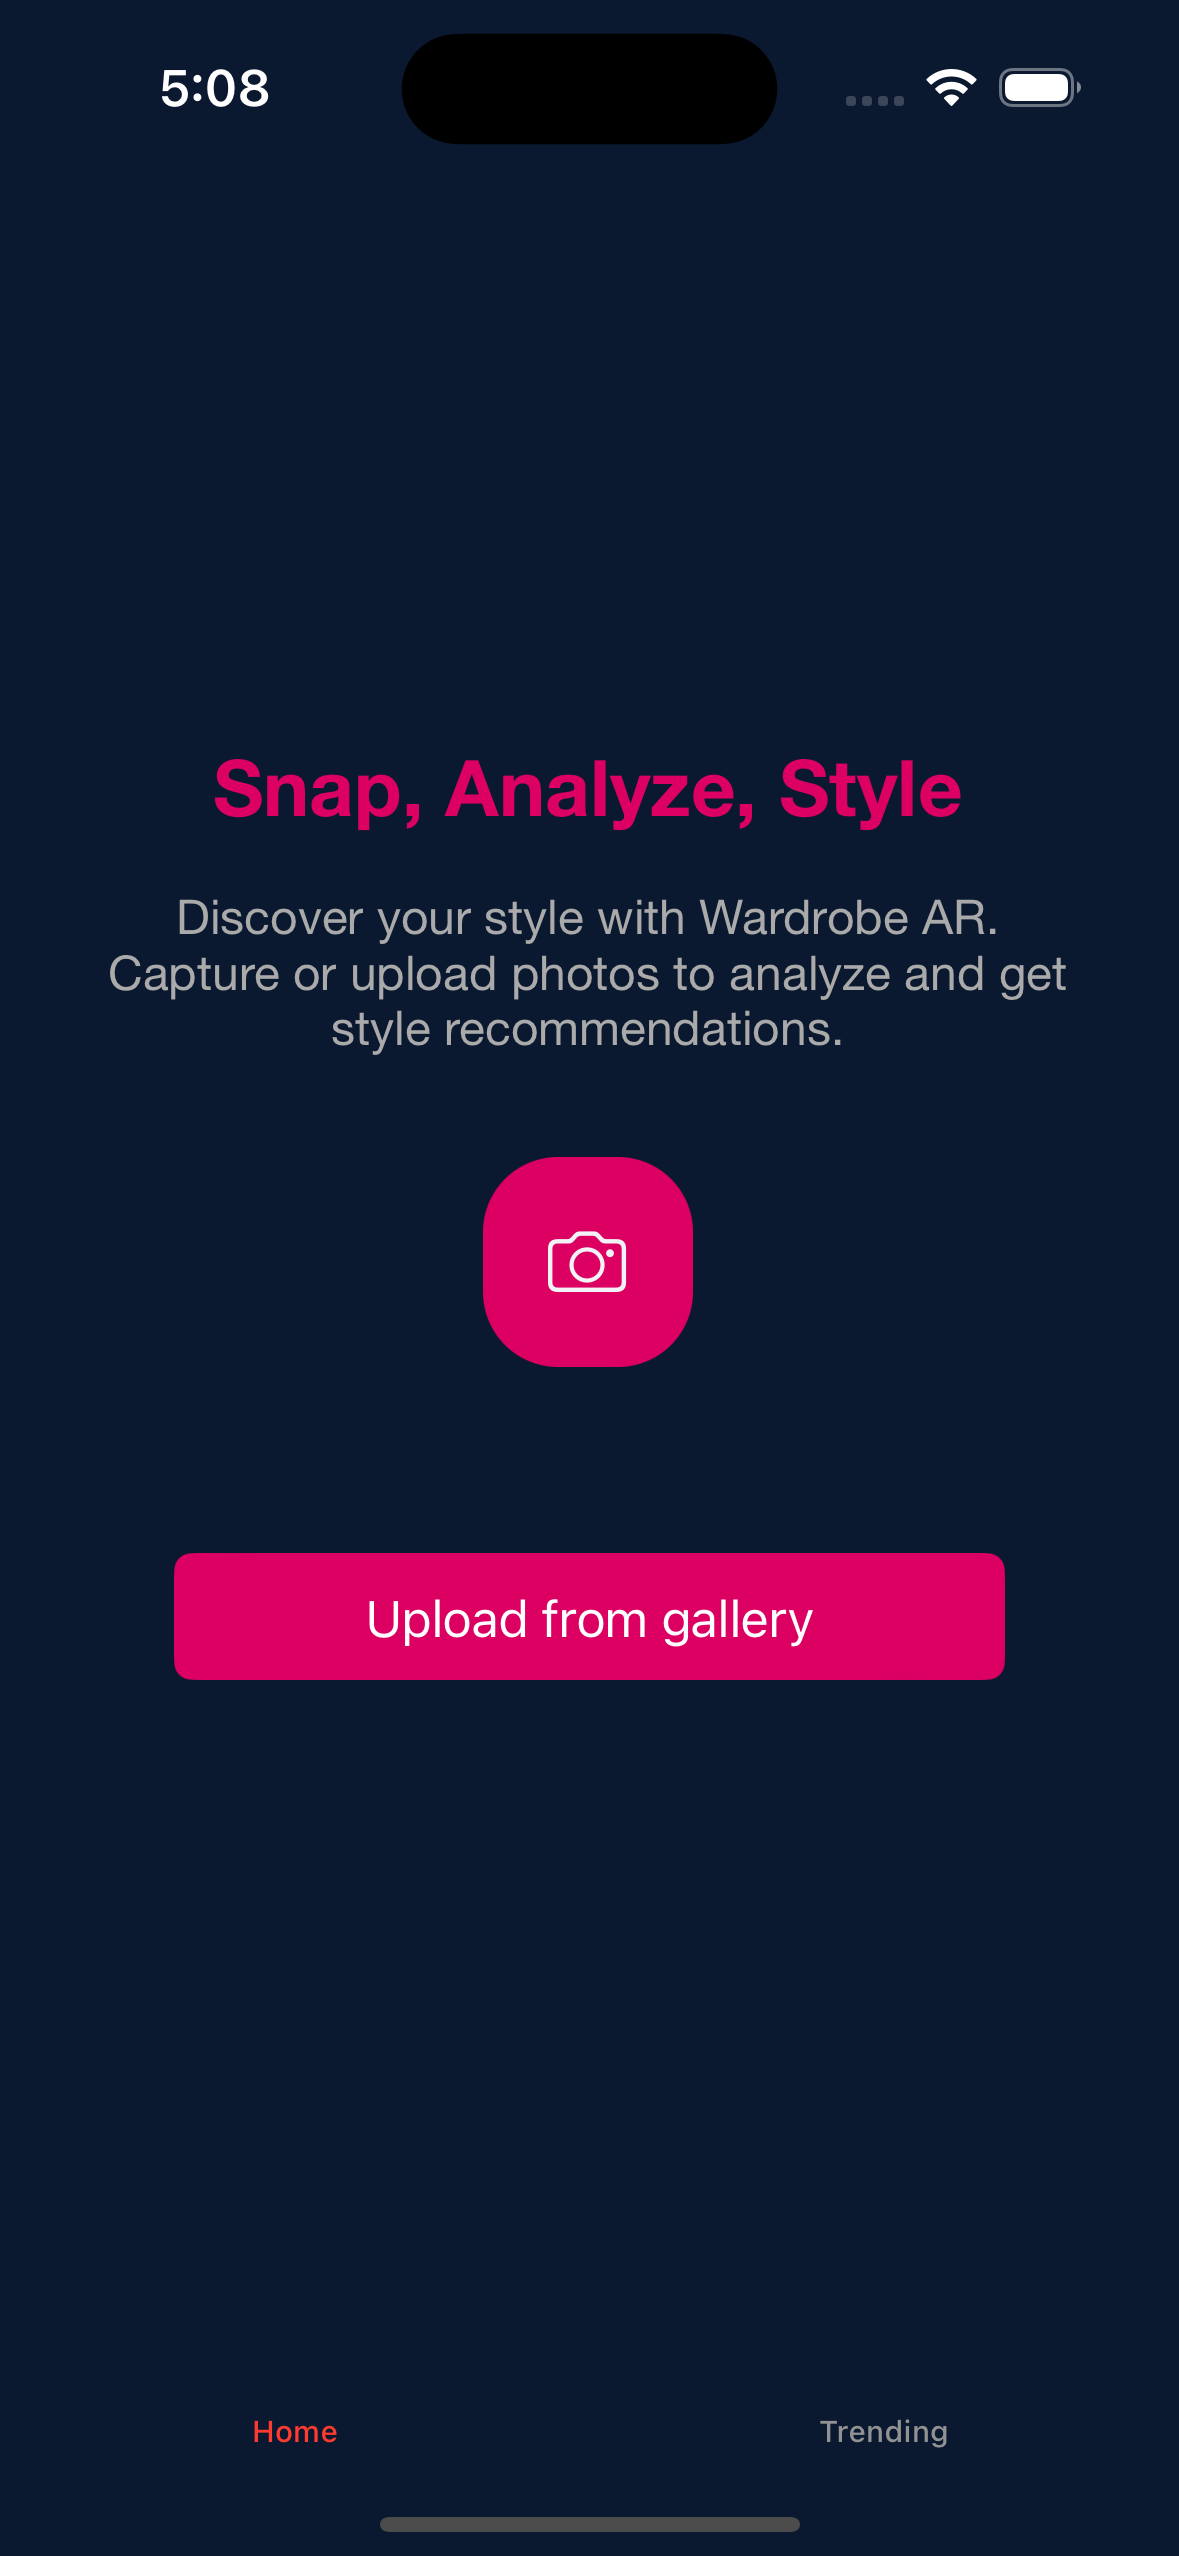 5:08
Snap, Analyze, Style
Discover your style with Wardrobe AR.
Capture or upload photos to analyze and get
style recommendations.
Upload from gallery
Home
Trending